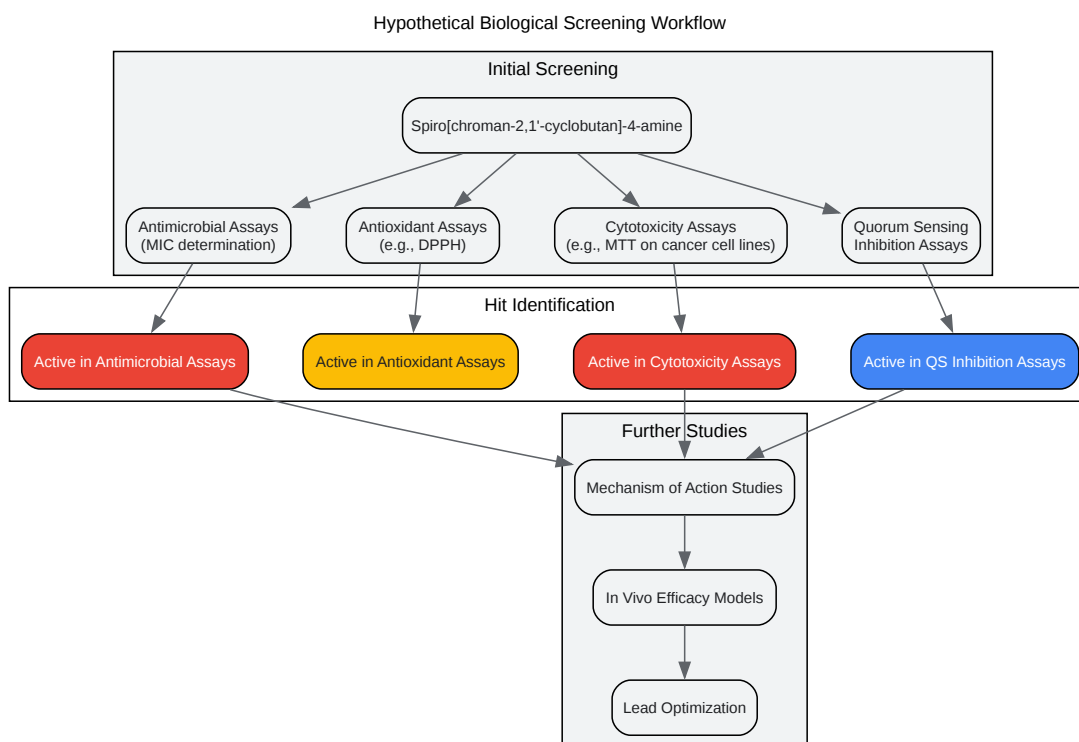 Hypothetical Biological Screening Workflow
Initial Screening
Spiro[chroman-2,1'-cyclobutan]-4-amine
Antimicrobial Assays
(MIC determination)
Antioxidant Assays
(e.g., DPPH)
Cytotoxicity Assays
(e.g., MTT on cancer cell lines)
Quorum Sensing
Inhibition Assays
Hit Identification
Active in Antimicrobial Assays
Active in Antioxidant Assays
Active in Cytotoxicity Assays
Active in QS Inhibition Assays
Further Studies
Mechanism of Action Studies
In Vivo Efficacy Models
Lead Optimization